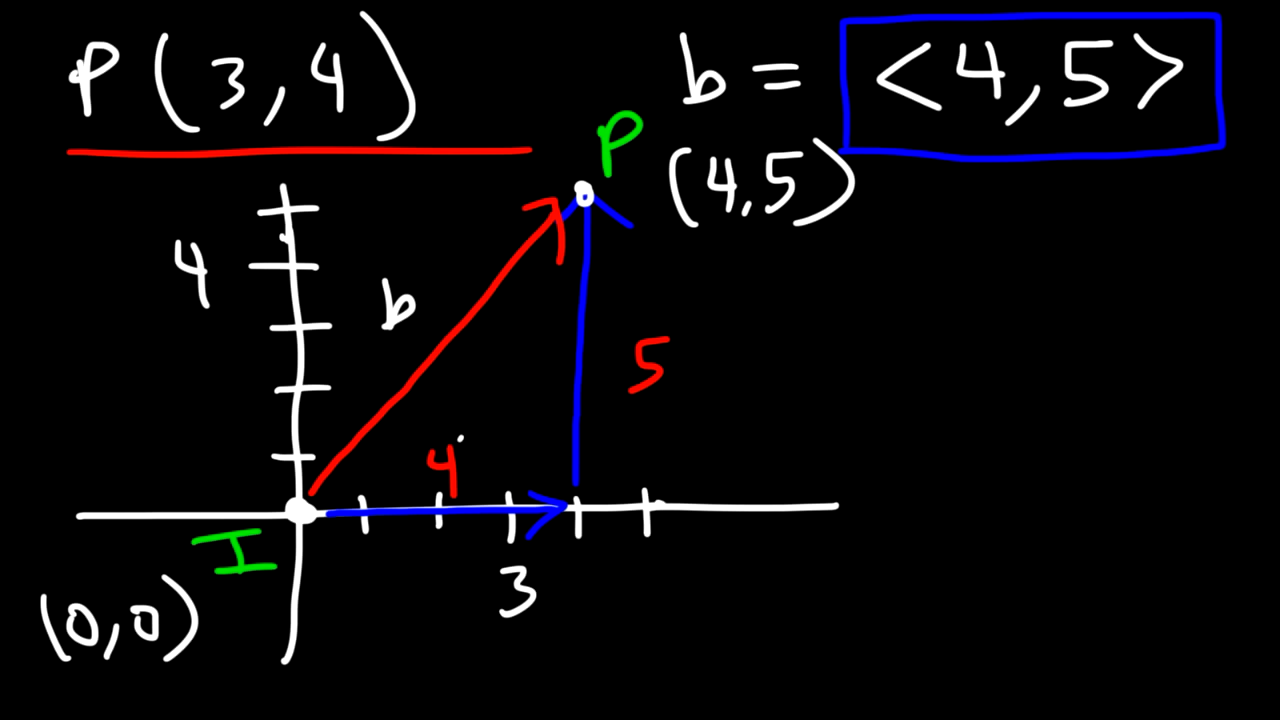 P(3,4)
b = <4,5>
P
(4,5)
4
b
5
4
I
3
(0,0)